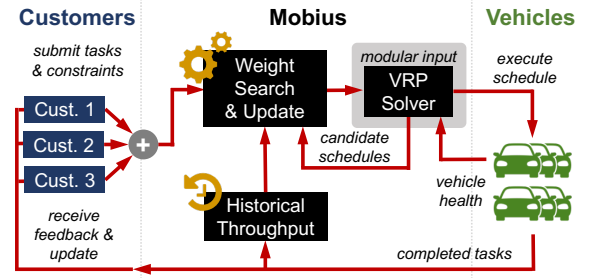 Customers
Mobius
Vehicles
submit tasks
& constraints
Cust. 1
Cust. 2
Cust. 3
+
receive
feedback &
update
Weight
Search
& Update
modular input
VRP
Solver
candidate
schedules
Historical
Throughput
execute
schedule
vehicle
health
completed tasks